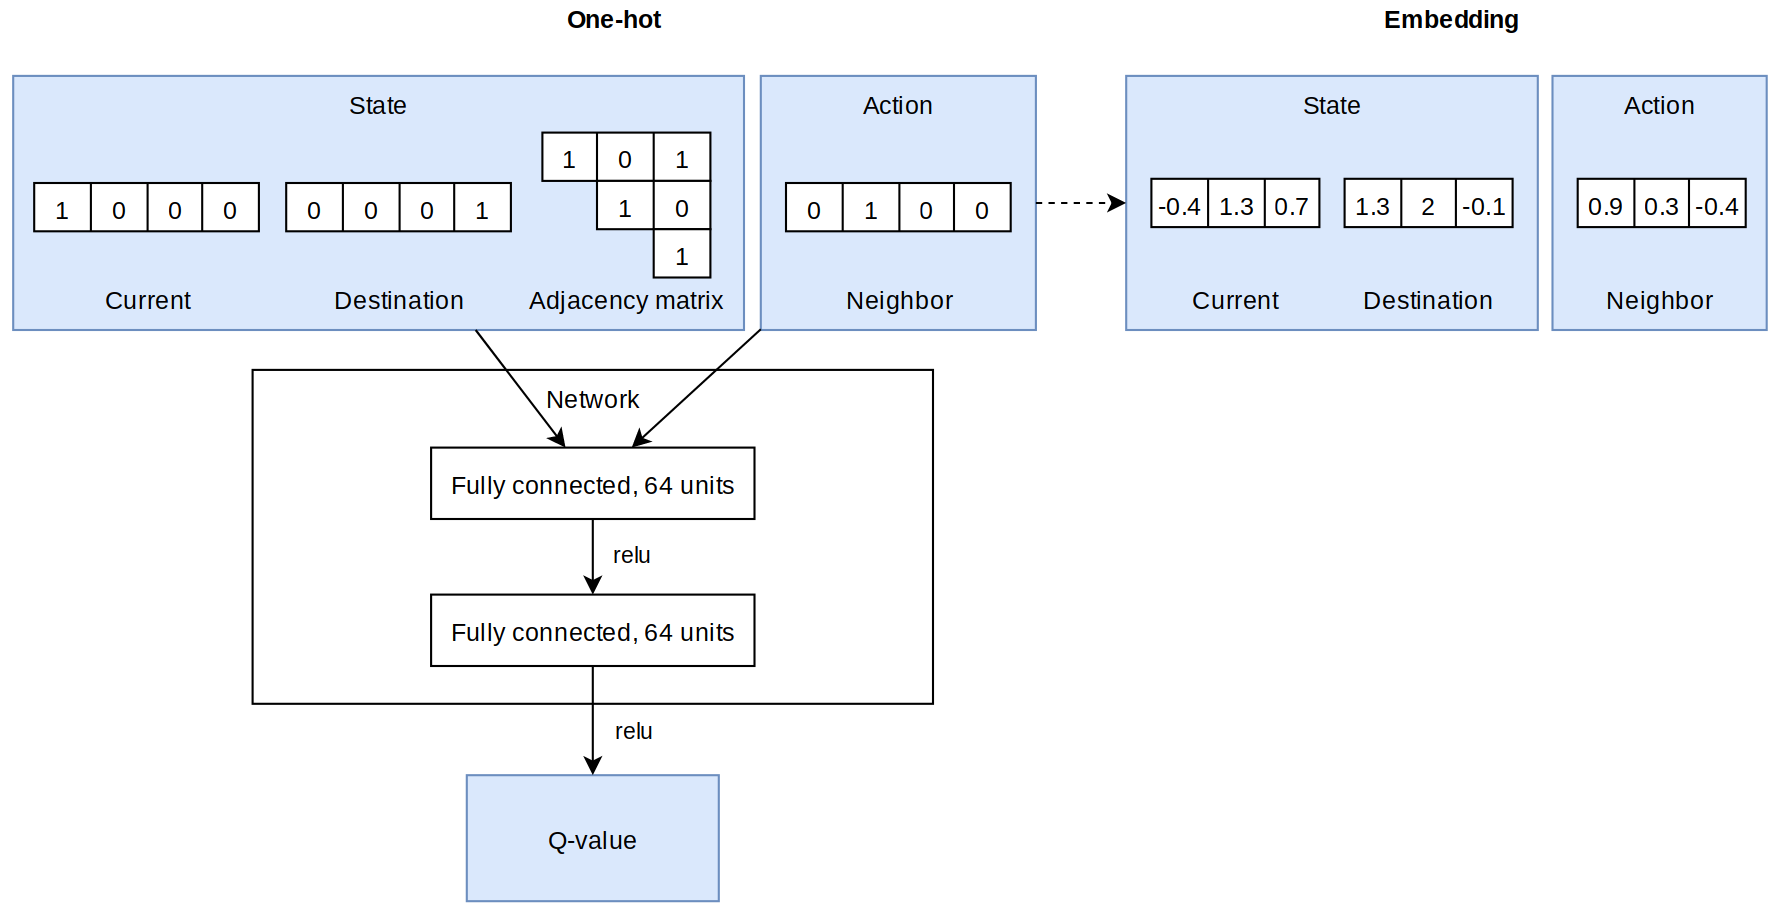 One-hot
Embedding
State
Action
State
Action
1 0 0 0
0 0 0 1
1 0 1
1 0
1
0 1 0 0
-0.4 1.3 0.7
1.3 2 -0.1
0.9 0.3 -0.4
Current
Destination
Adjacency matrix
Neighbor
Current
Destination
Neighbor
Network
Fully connected, 64 units
relu
Fully connected, 64 units
relu
Q-value